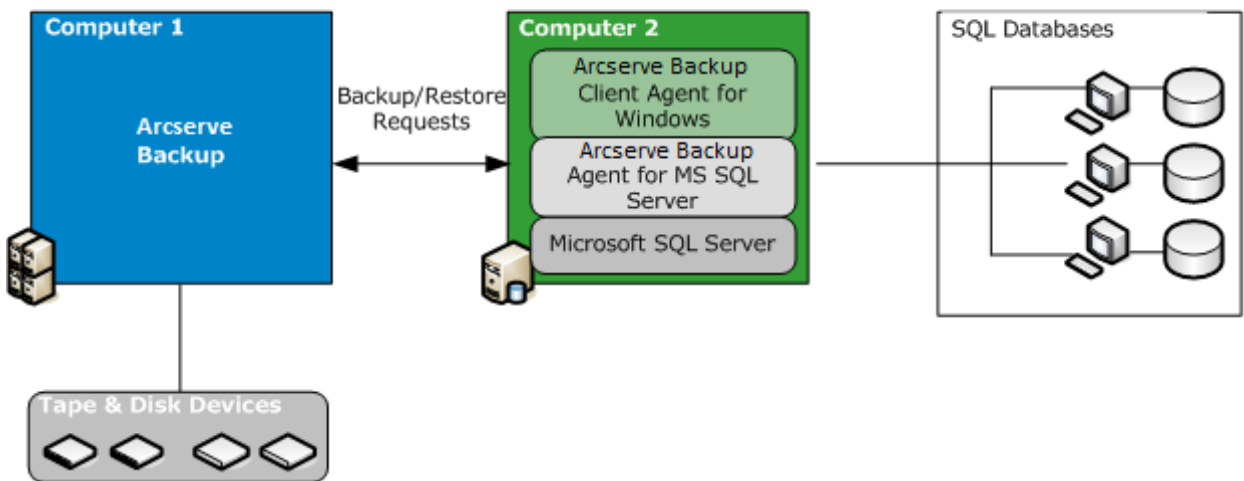 Computer 1
Arcserve
Backup
Backup/Restore
Requests
Computer 2
Arcserve Backup
Client Agent for
Windows
Arcserve Backup
Agent for MS SQL
Server
Microsoft SQL Server
SQL Databases
Tape & Disk Devices